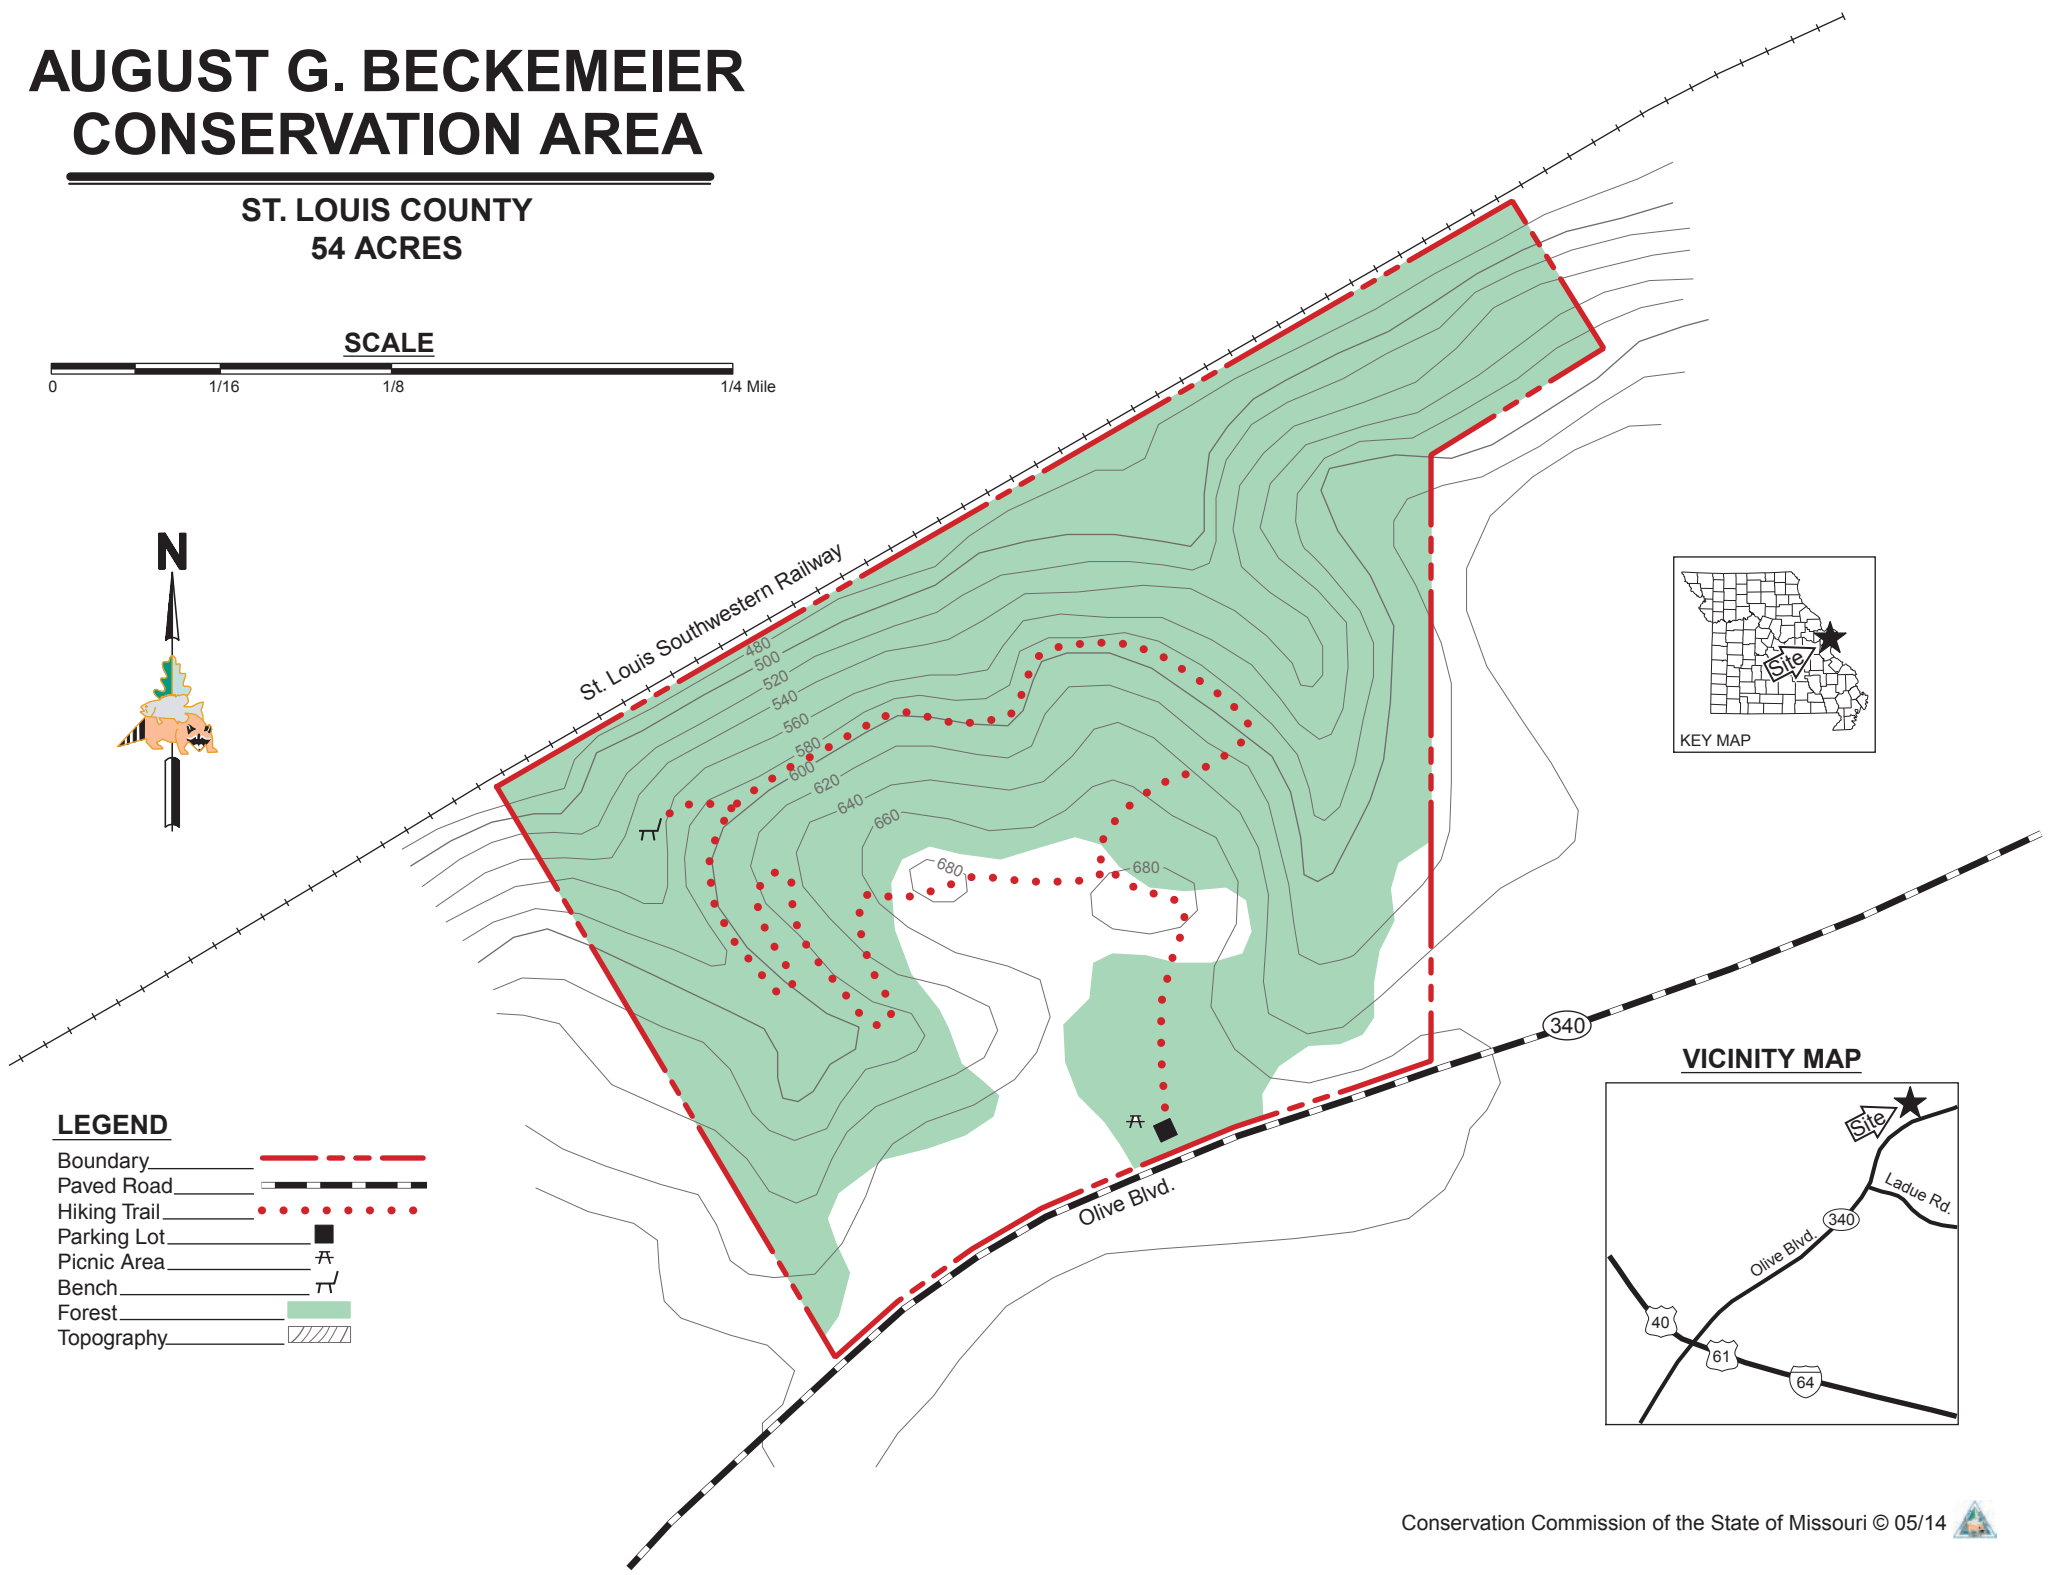 AUGUST G. BECKEMEIER
CONSERVATION AREA
ST. LOUIS COUNTY
54 ACRES
SCALE
0 1/16 1/8 1/4 Mile
N
St. Louis Southwestern Railway
480
500
520
540
560
580
600
620
640
660
680
680
Site
KEY MAP
340
Olive Blvd.
LEGEND
Boundary
Paved Road
Hiking Trail
Parking Lot
Picnic Area
Bench
Forest
Topography
VICINITY MAP
Site
Ladue Rd.
340
Olive Blvd.
40
61
64
Conservation Commission of the State of Missouri © 05/14